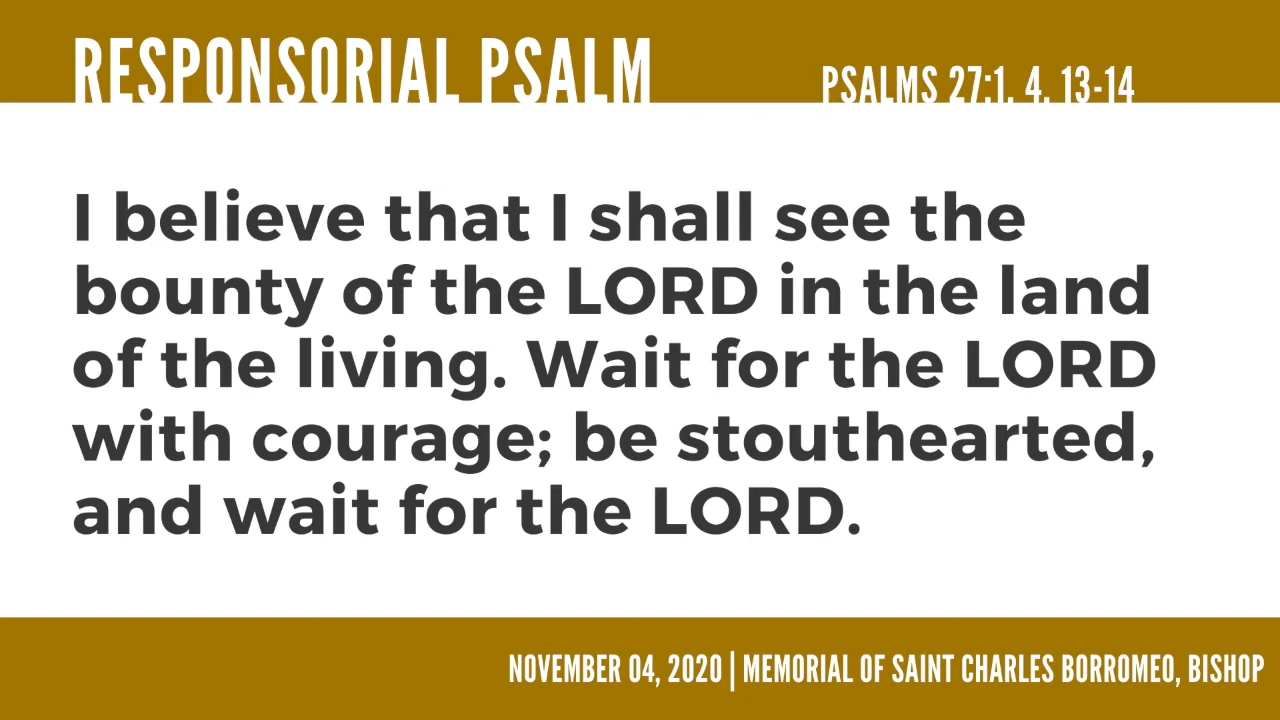 RESPONSORIAL PSALM
PSALMS 27:1, 4, 13-14
I believe that I shall see the
bounty of the LORD in the land
of the living. Wait for the LORD
with courage; be stouthearted,
and wait for the LORD.
NOVEMBER 04, 2020 | MEMORIAL OF SAINT CHARLES BORROMEO, BISHOP